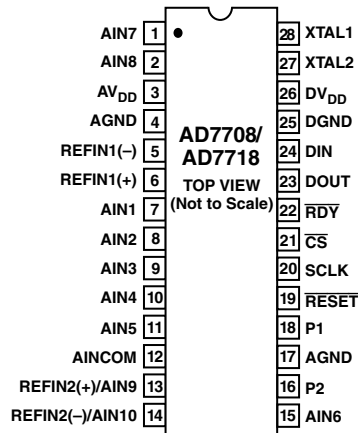 AIN7 1
AIN8 2
AVDD 3
AGND 4
REFIN1(–) 5
REFIN1(+) 6
AIN1 7
AIN2 8
AIN3 9
AIN4 10
AIN5 11
AINCOM 12
REFIN2(+)/AIN9 13
REFIN2(–)/AIN10 14
AD7708/
AD7718
TOP VIEW
(Not to Scale)
28 XTAL1
27 XTAL2
26 DVDD
25 DGND
24 DIN
23 DOUT
22 RDY
21 CS
20 SCLK
19 RESET
18 P1
17 AGND
16 P2
15 AIN6